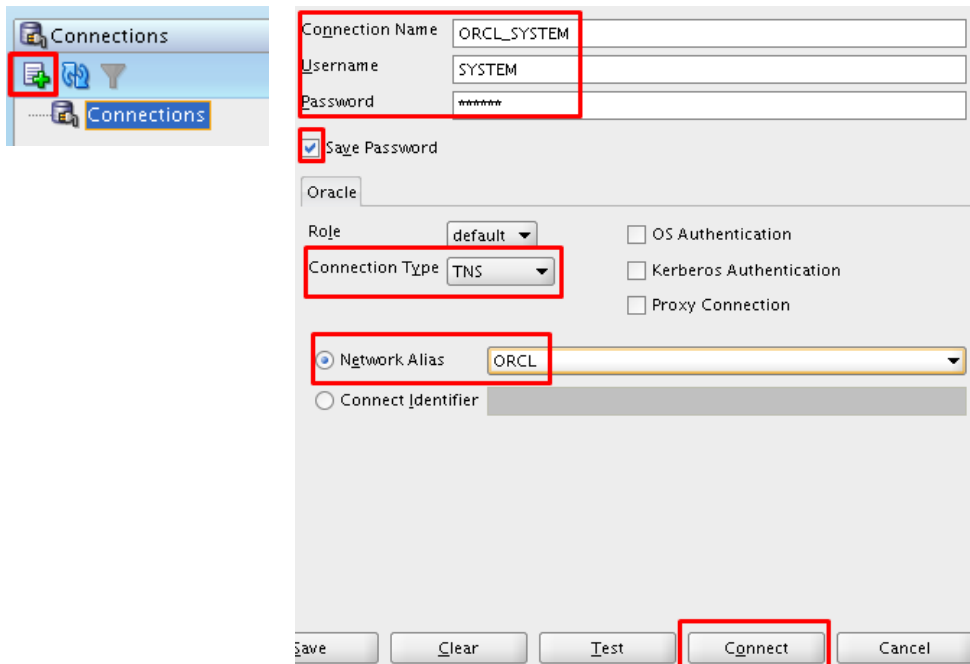 Connections
Connections
Connection Name ORCL_SYSTEM
Username SYSTEM
Password ******
Save Password
Oracle
Role default
OS Authentication
Connection Type TNS
Kerberos Authentication
Proxy Connection
Network Alias ORCL
Connect Identifier
Save Clear Test Connect Cancel